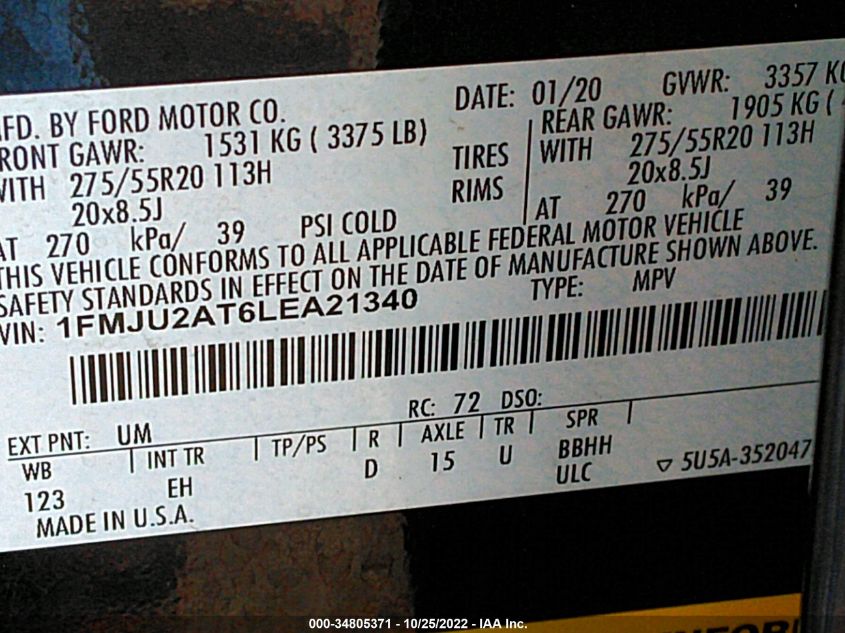 MFD. BY FORD MOTOR CO. DATE: 01/20 GVWR: 3357 KG
FRONT GAWR: 1531 KG ( 3375 LB) REAR GAWR: 1905 KG (
WITH 275/55R20 113H TIRES WITH 275/55R20 113H
20x8.5J RIMS 20x8.5J
AT 270 kPa/ 39 PSI COLD AT 270 kPa/ 39
THIS VEHICLE CONFORMS TO ALL APPLICABLE FEDERAL MOTOR VEHICLE
SAFETY STANDARDS IN EFFECT ON THE DATE OF MANUFACTURE SHOWN ABOVE.
VIN: 1FMJU2AT6LEA21340 TYPE: MPV
RC: 72 DSO:
EXT PNT: UM
WB INT TR TP/PS R AXLE TR SPR
123 EH D 15 U BBHH
ULC ▽ 5U5A-352047
MADE IN U.S.A.
000-34805371 - 10/25/2022 - IAA Inc.